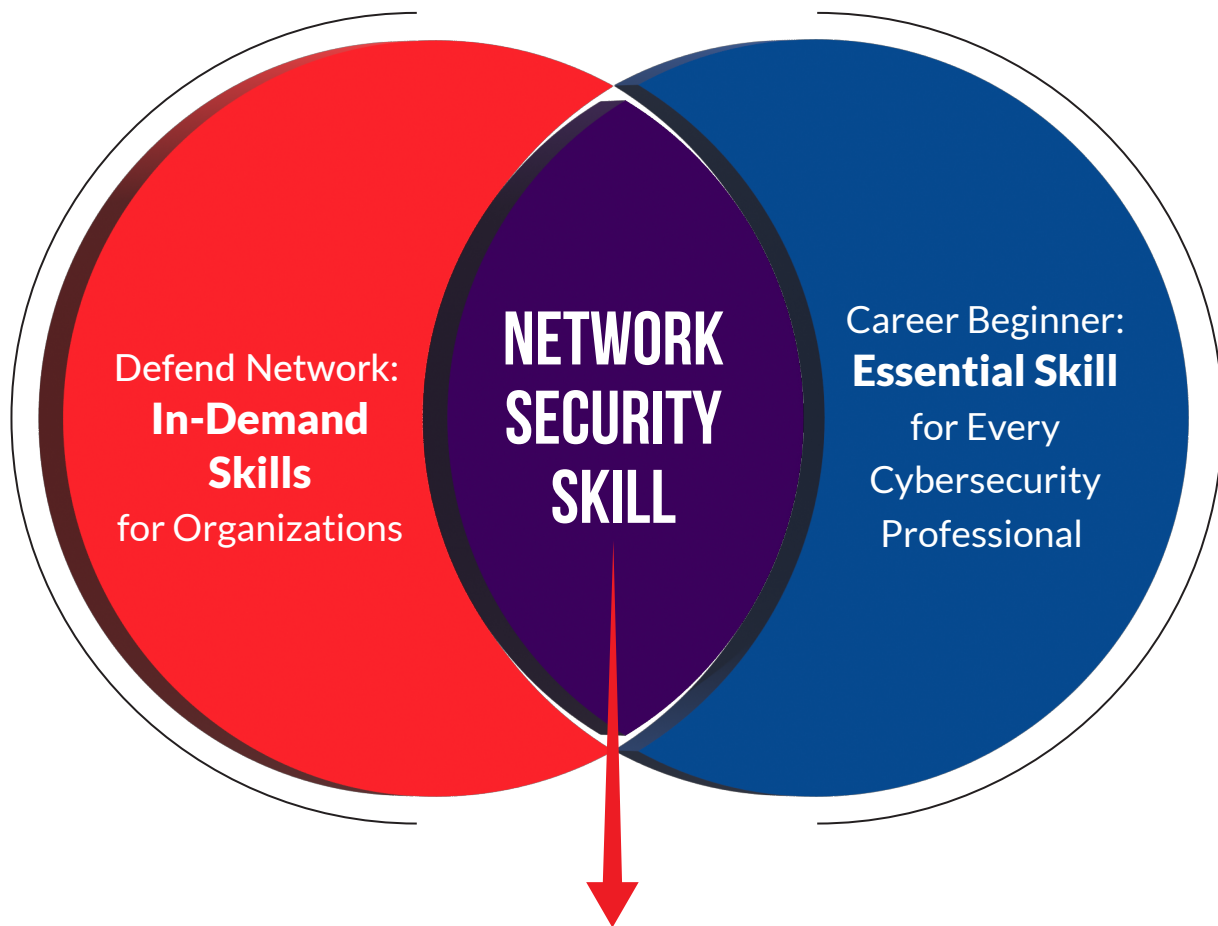 Defend Network:
In-Demand
Skills
for Organizations
NETWORK
SECURITY
SKILL
Career Beginner:
Essential Skill
for Every
Cybersecurity
Professional